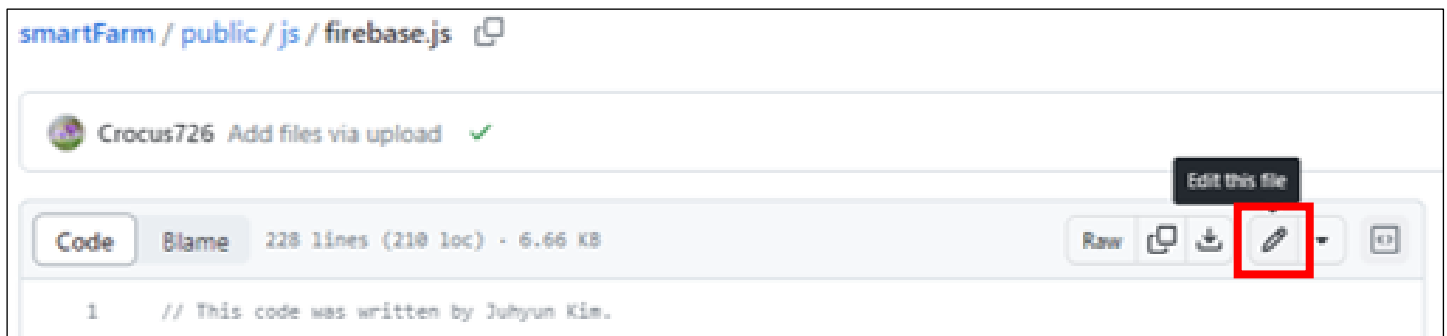 smartFarm / public / js / firebase.js
Crocus726 Add files via upload
Edit this file
Code Blame 228 lines (210 loc) · 6.66 KB Raw
1 // This code was written by Juhyun Kim.